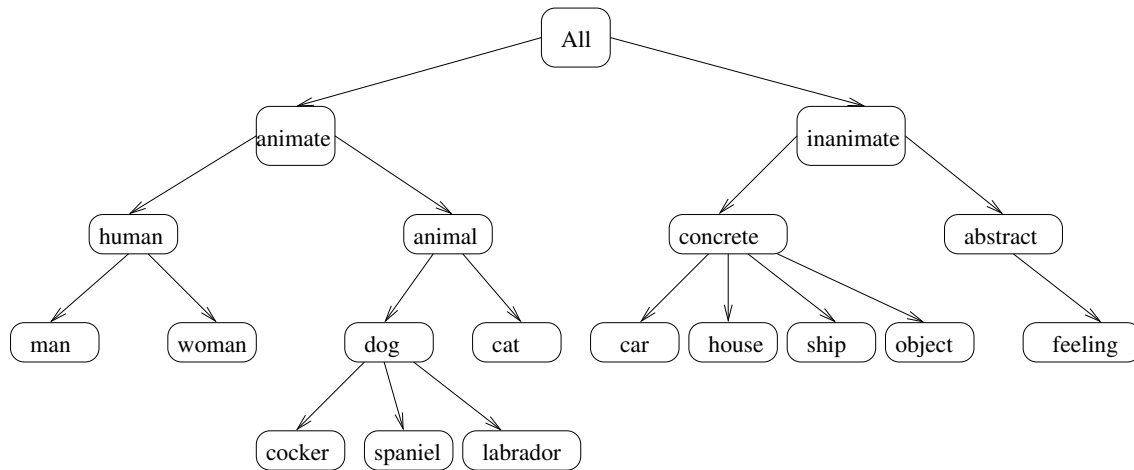 All
animate
inanimate
human
animal
concrete
abstract
man
woman
dog
cat
car
house
ship
object
feeling
cocker
spaniel
labrador